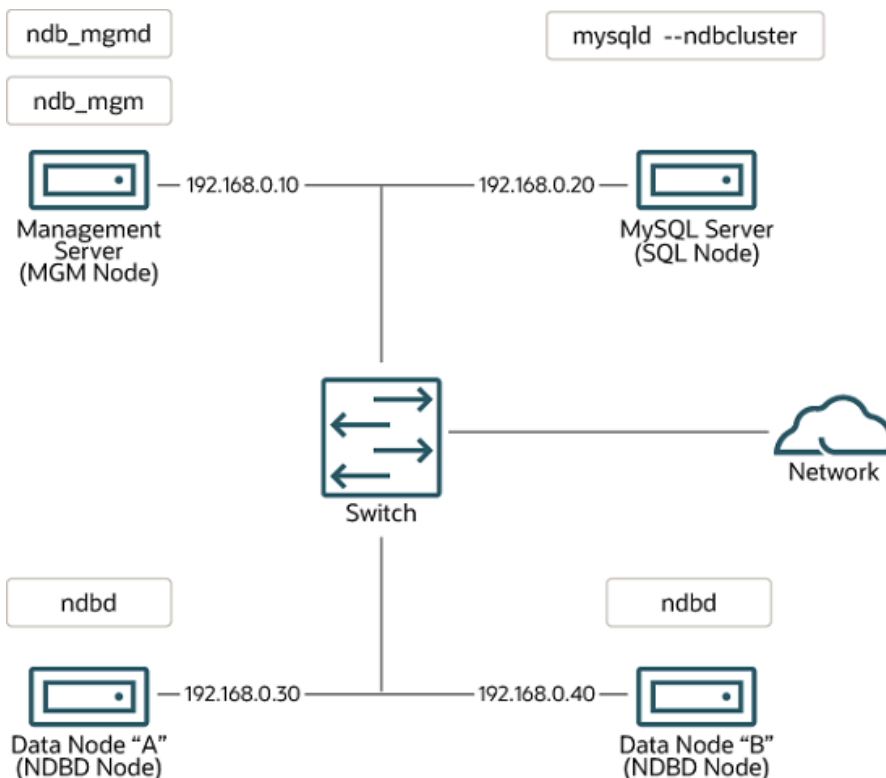 ndb_mgmd
mysqld --ndbcluster
ndb_mgm
192.168.0.10
192.168.0.20
Management
Server
(MGM Node)
MySQL Server
(SQL Node)
Switch
Network
ndbd
ndbd
192.168.0.30
192.168.0.40
Data Node “A”
(NDBD Node)
Data Node “B”
(NDBD Node)